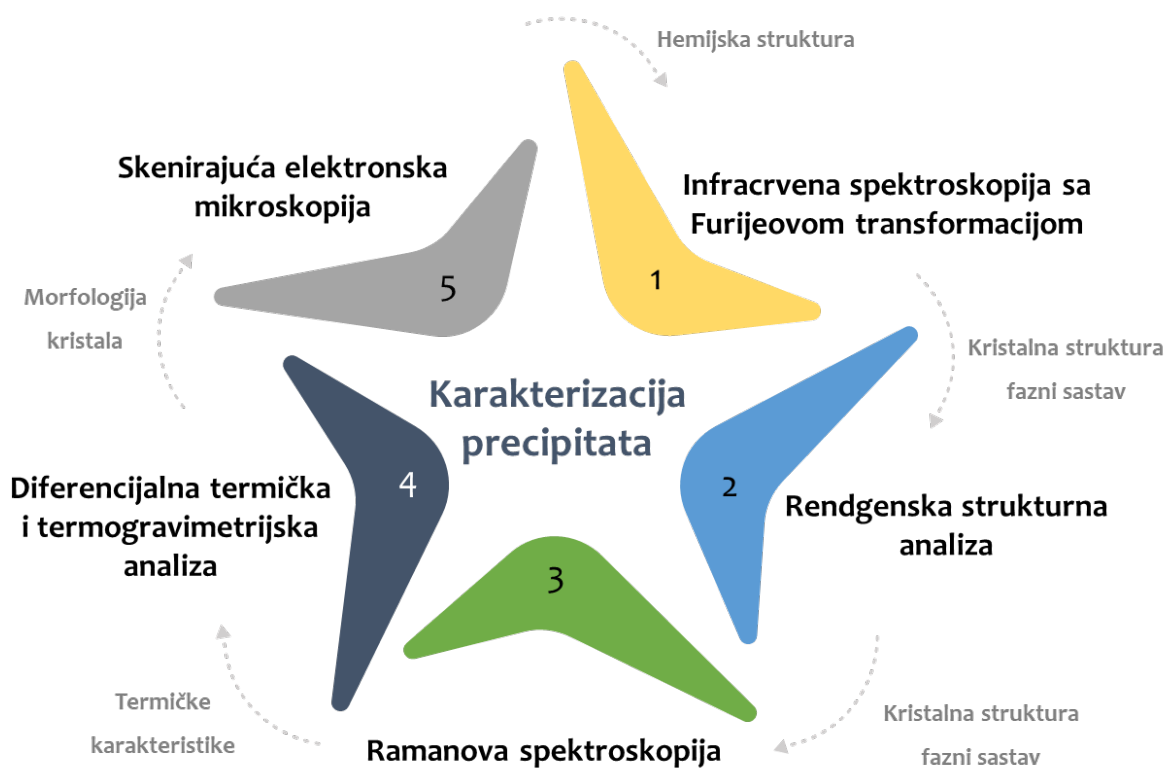 Hemijska struktura
Infracrvena spektroskopija sa
Furijeovom transformacijom
1
Kristalna struktura
fazni sastav
2
Rendgenska strukturna
analiza
Kristalna struktura
fazni sastav
3
Ramanova spektroskopija
Termičke
karakteristike
4
Diferencijalna termička
i termogravimetrijska
analiza
Morfologija
kristala
5
Skenirajuća elektronska
mikroskopija
Karakterizacija
precipitata